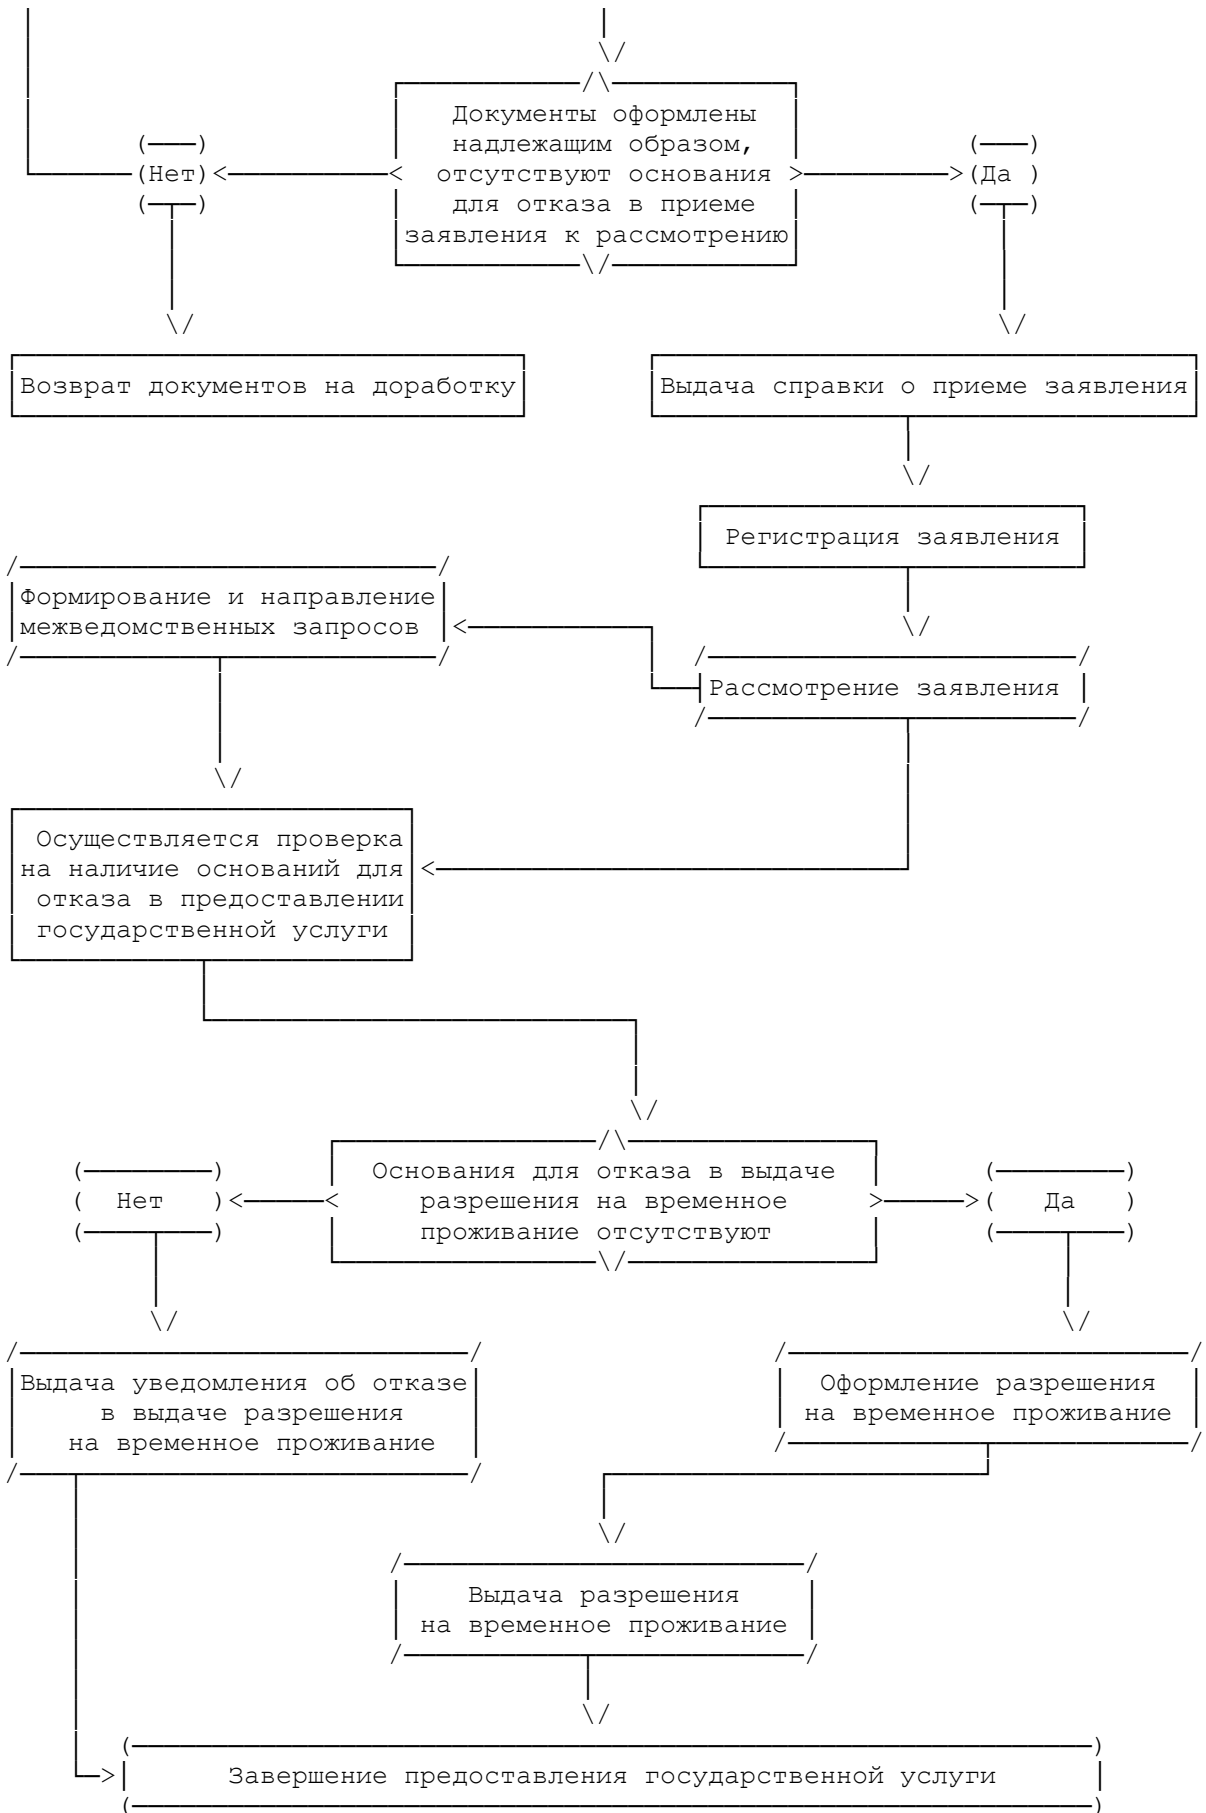 Документы оформлены
надлежащим образом,
(Нет)
отсутствуют основания
(Да )
для отказа в приеме
заявления к рассмотрению
Возврат документов на доработку
Выдача справки о приеме заявления
Регистрация заявления
Формирование и направление
межведомственных запросов
Рассмотрение заявления
Осуществляется проверка
на наличие оснований для
отказа в предоставлении
государственной услуги
Основания для отказа в выдаче
( Нет )
разрешения на временное
( Да )
проживание отсутствуют
Выдача уведомления об отказе
в выдаче разрешения
на временное проживание
Оформление разрешения
на временное проживание
Выдача разрешения
на временное проживание
Завершение предоставления государственной услуги